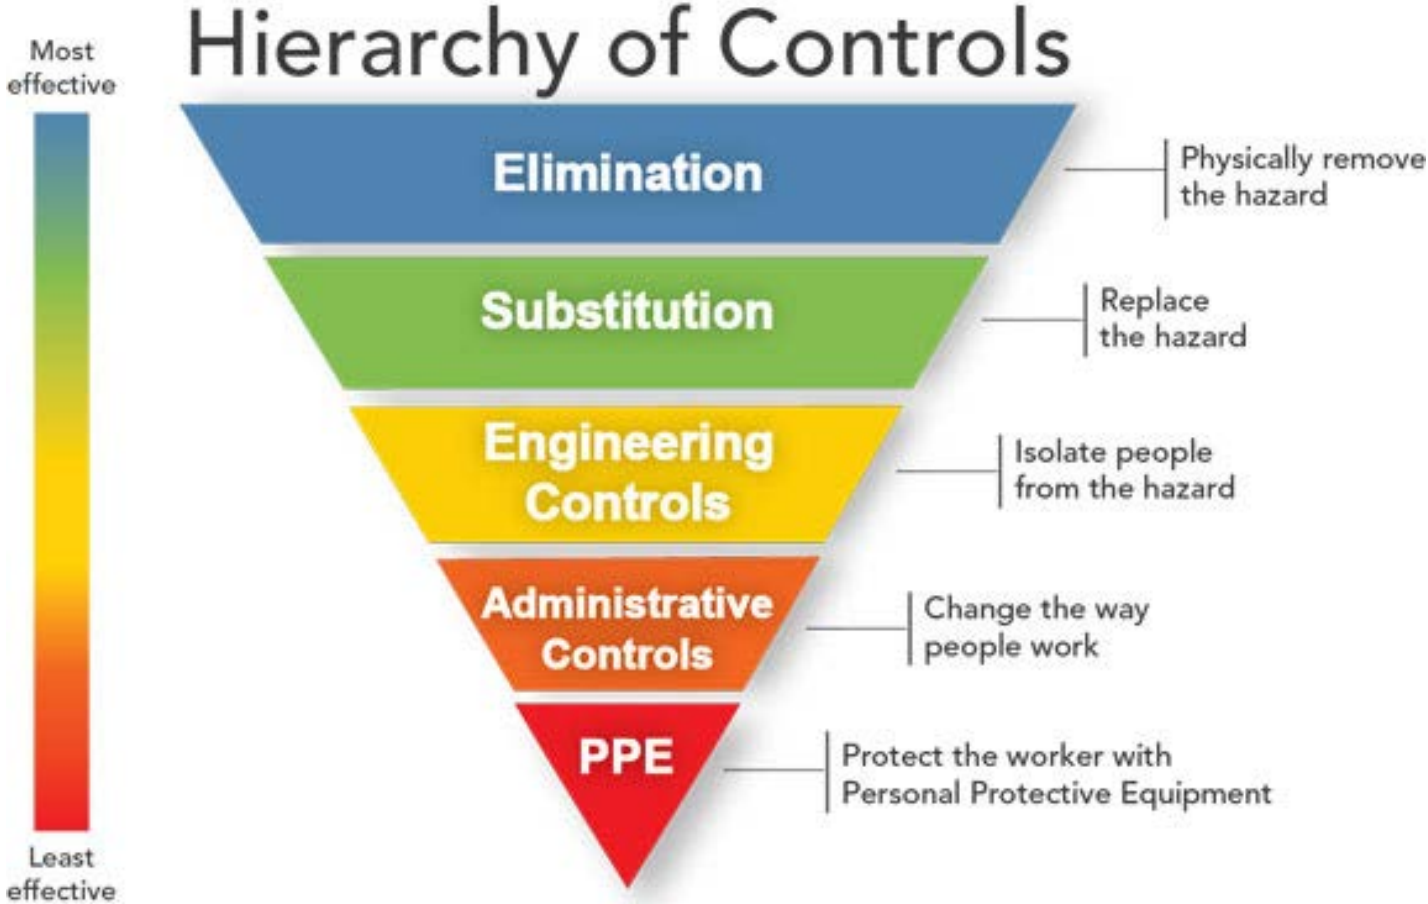 Hierarchy of Controls
Most
effective
Elimination
Physically remove
the hazard
Substitution
Replace
the hazard
Engineering
Controls
Isolate people
from the hazard
Administrative
Controls
Change the way
people work
PPE
Protect the worker with
Personal Protective Equipment
Least
effective